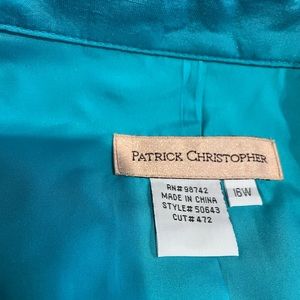 PATRICK CHRISTOPHER
RN# 98742
MADE IN CHINA
STYLE# 50643
CUT# 472
16W